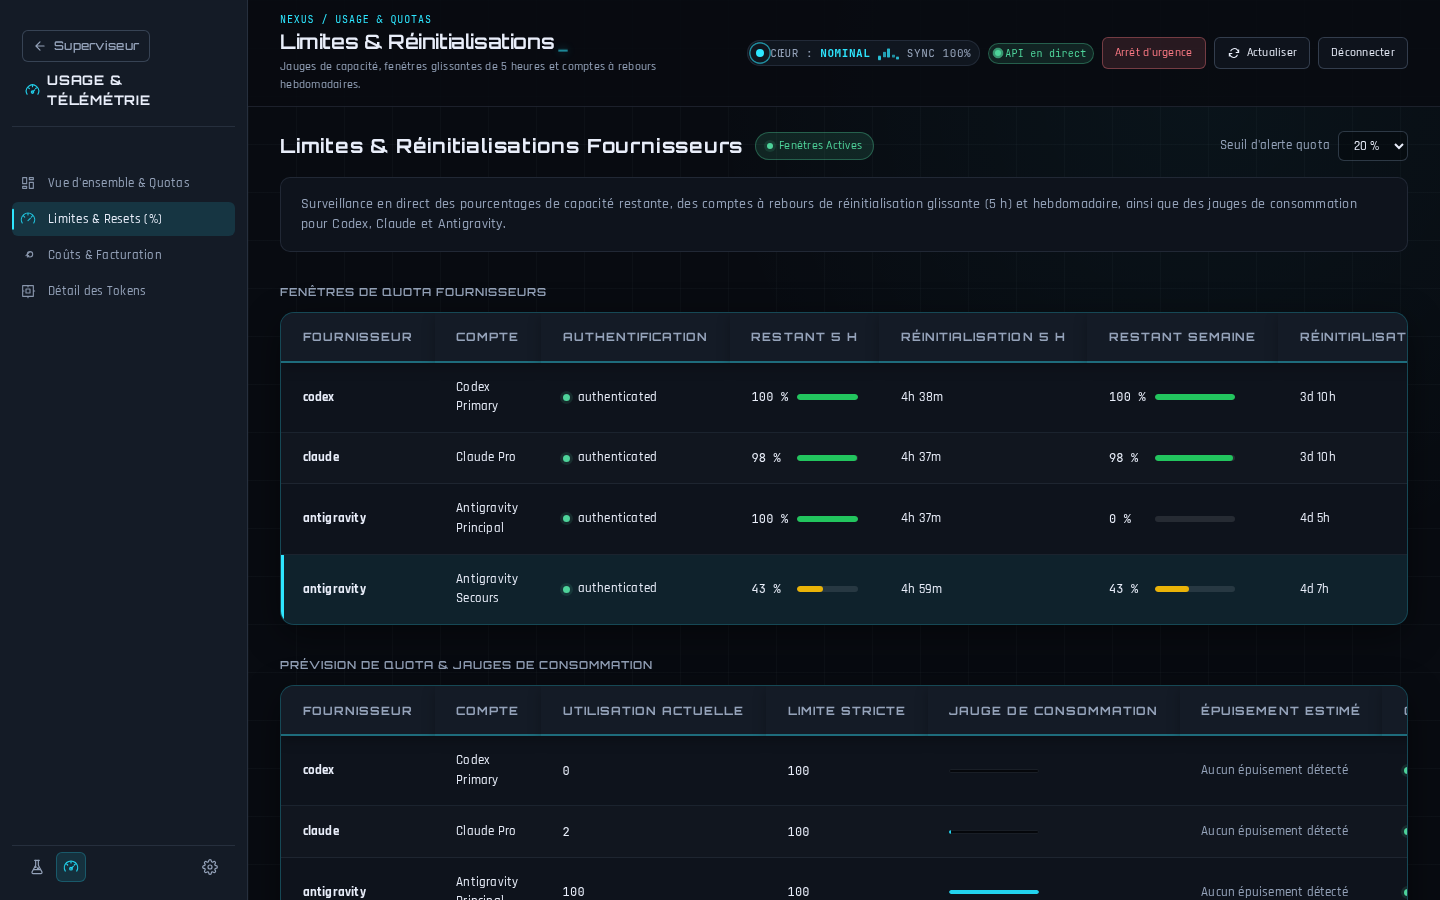 Superviseur
USAGE &
TÉLÉMÉTRIE
Vue d'ensemble & Quotas
Limites & Resets (%)
Coûts & Facturation
Détail des Tokens
NEXUS / USAGE & QUOTAS
Limites & Réinitialisations_
Jauges de capacité, fenêtres glissantes de 5 heures et comptes à rebours
hebdomadaires.
CŒUR : NOMINAL SYNC 100%
API en direct
Arrêt d'urgence
Actualiser
Déconnecter
Limites & Réinitialisations Fournisseurs
Fenêtres Actives
Seuil d'alerte quota
20 %
Surveillance en direct des pourcentages de capacité restante, des comptes à rebours de réinitialisation glissante (5 h) et hebdomadaire, ainsi que des jauges de consommation
pour Codex, Claude et Antigravity.
FENÊTRES DE QUOTA FOURNISSEURS
FOURNISSEUR COMPTE AUTHENTIFICATION RESTANT 5 H RÉINITIALISATION 5 H RESTANT SEMAINE RÉINITIALISAT
codex Codex Primary authenticated 100 % 4h 38m 100 % 3d 10h
claude Claude Pro authenticated 98 % 4h 37m 98 % 3d 10h
antigravity Antigravity Principal authenticated 100 % 4h 37m 0 % 4d 5h
antigravity Antigravity Secours authenticated 43 % 4h 59m 43 % 4d 7h
PRÉVISION DE QUOTA & JAUGES DE CONSOMMATION
FOURNISSEUR COMPTE UTILISATION ACTUELLE LIMITE STRICTE JAUGE DE CONSOMMATION ÉPUISEMENT ESTIMÉ
codex Codex Primary 0 100 Aucun épuisement détecté
claude Claude Pro 2 100 Aucun épuisement détecté
antigravity Antigravity Principal 100 100 Aucun épuisement détecté